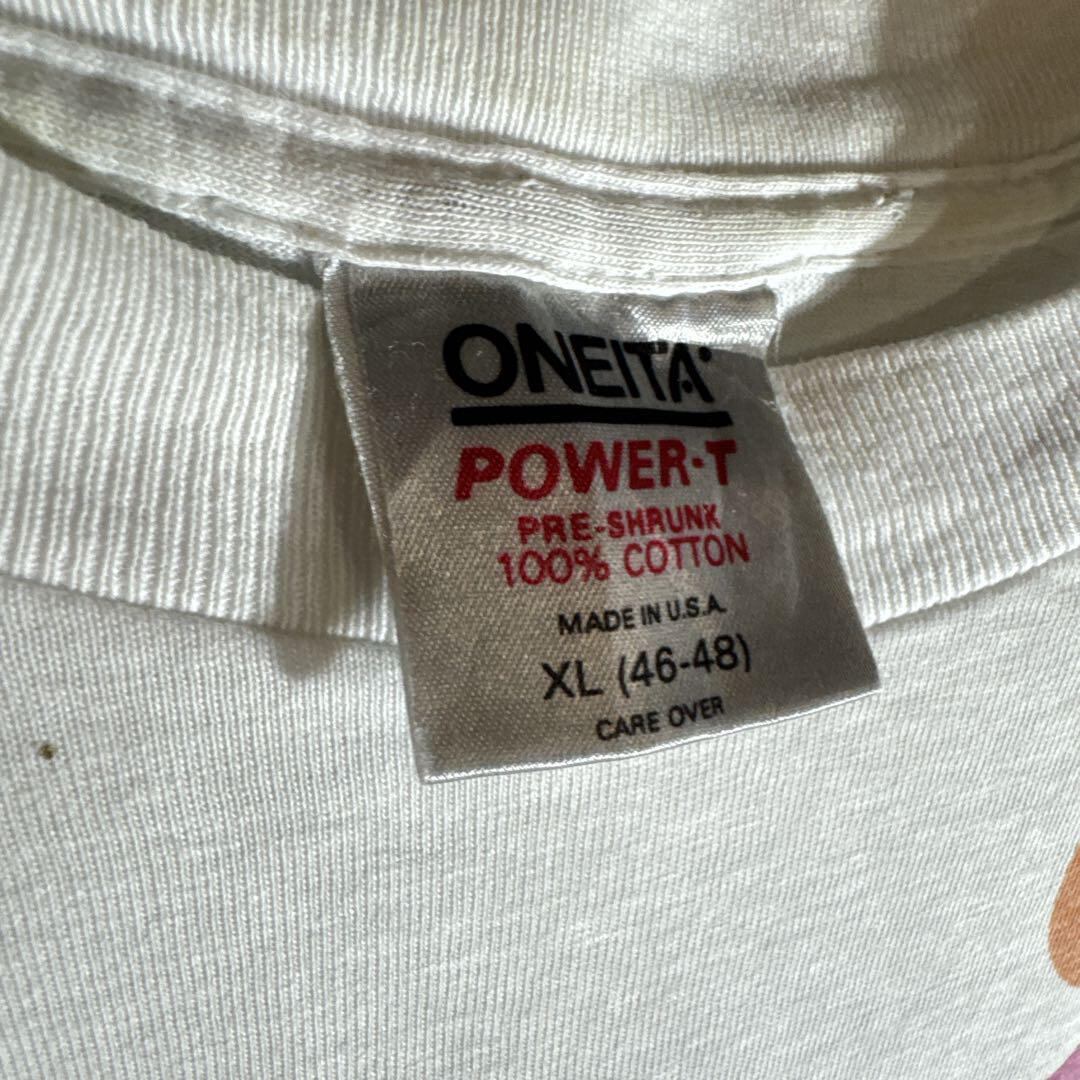 ONEITA
POWER-T
PRE-SHRUNK
100% COTTON
MADE IN U.S.A.
XL (46-48)
CARE OVER